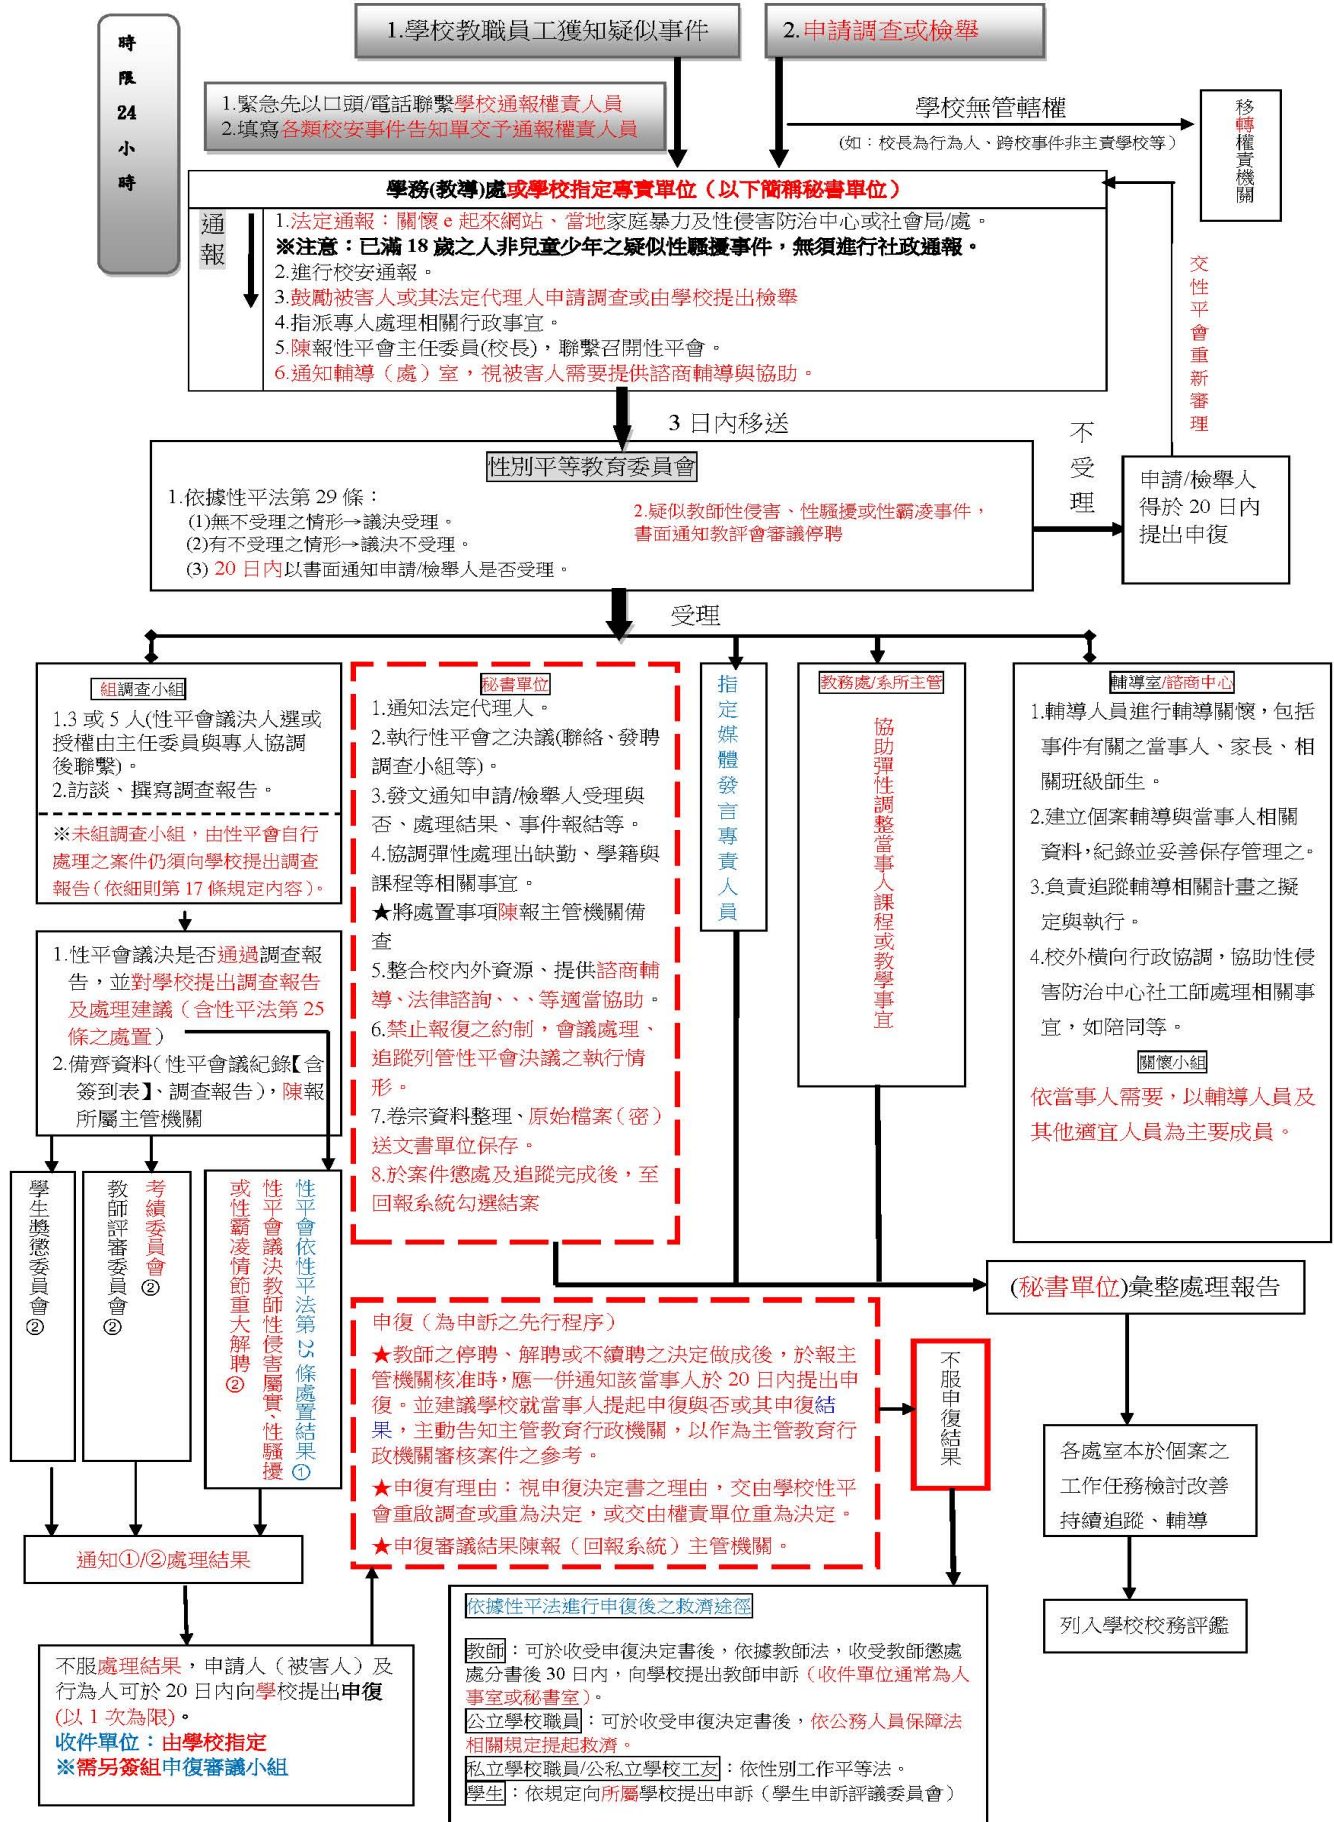 時
限
24
小
時
1.學校教職員工獲知疑似事件
2.申請調查或檢舉
1.緊急先以口頭/電話聯繫學校通報權責人員
2.填寫各類校安事件告知單交予通報權責人員
學校無管轄權
(如：校長為行為人、跨校事件非主責學校等)
移轉權責機關
學務(教導)處或學校指定專責單位（以下簡稱秘書單位）
通報
1.法定通報：關懷 e 起來網站、當地家庭暴力及性侵害防治中心或社會局/處。
※注意：已滿 18 歲之人非兒童少年之疑似性騷擾事件，無須進行社政通報。
2.進行校安通報。
3.鼓勵被害人或其法定代理人申請調查或由學校提出檢舉
4.指派專人處理相關行政事宜。
5.陳報性平會主任委員(校長)，聯繫召開性平會。
6.通知輔導（處）室，視被害人需要提供諮商輔導與協助。
交性平會重新審理
3 日內移送
性別平等教育委員會
1.依據性平法第 29 條：
(1)無不受理之情形→議決受理。
(2)有不受理之情形→議決不受理。
(3) 20 日內以書面通知申請/檢舉人是否受理。
2.疑似教師性侵害、性騷擾或性霸凌事件，
書面通知教評會審議停聘
不受理
申請/檢舉人
得於 20 日內
提出申復
受理
組調查小組
1.3 或 5 人(性平會議決人選或
授權由主任委員與專人協調
後聯繫)。
2.訪談、撰寫調查報告。
※未組調查小組，由性平會自行
處理之案件仍須向學校提出調查
報告（依細則第 17 條規定內容）。
秘書單位
1.通知法定代理人。
2.執行性平會之決議(聯絡、發聘
調查小組等)。
3.發文通知申請/檢舉人受理與
否、處理結果、事件報結等。
4.協調彈性處理出缺勤、學籍與
課程等相關事宜。
★將處置事項陳報主管機關備
查
5.整合校內外資源、提供諮商輔
導、法律諮詢、、、等適當協助。
6.禁止報復之約制，會議處理、
追蹤列管性平會決議之執行情
形。
7.卷宗資料整理、原始檔案（密）
送文書單位保存。
8.於案件懲處及追蹤完成後，至
回報系統勾選結案
指定媒體發言專責人員
教務處/系所主管
協助彈性調整當事人課程或教學事宜
輔導室/諮商中心
1.輔導人員進行輔導關懷，包括
事件有關之當事人、家長、相
關班級師生。
2.建立個案輔導與當事人相關
資料，紀錄並妥善保存管理之。
3.負責追蹤輔導相關計畫之擬
定與執行。
4.校外橫向行政協調，協助性侵
害防治中心社工師處理相關事
宜，如陪同等。
關懷小組
依當事人需要，以輔導人員及
其他適宜人員為主要成員。
1.性平會議決是否通過調查報
告，並對學校提出調查報告
及處理建議（含性平法第 25
條之處置）
2.備齊資料（性平會議紀錄【含
簽到表】、調查報告），陳報
所屬主管機關
學生獎懲委員會②
考績委員會②
教師評審委員會②
性平會依性平法第 25 條處置結果①
性平會議決教師性侵害屬實、性騷擾
或性霸凌情節重大解聘②
(秘書單位)彙整處理報告
申復（為申訴之先行程序）
★教師之停聘、解聘或不續聘之決定做成後，於報主
管機關核准時，應一併通知該當事人於 20 日內提出申
復。並建議學校就當事人提起申復與否或其申復結
果，主動告知主管教育行政機關，以作為主管教育行
政機關審核案件之參考。
★申復有理由：視申復決定書之理由，交由學校性平
會重啟調查或重為決定，或交由權責單位重為決定。
★申復審議結果陳報（回報系統）主管機關。
不服申復結果
各處室本於個案之
工作任務檢討改善
持續追蹤、輔導
列入學校校務評鑑
通知①/②處理結果
不服處理結果，申請人（被害人）及
行為人可於 20 日內向學校提出申復
(以 1 次為限)。
收件單位：由學校指定
※需另簽組申復審議小組
依據性平法進行申復後之救濟途徑
教師：可於收受申復決定書後，依據教師法，收受教師懲處
處分書後 30 日內，向學校提出教師申訴（收件單位通常為人
事室或秘書室）。
公立學校職員：可於收受申復決定書後，依公務人員保障法
相關規定提起救濟。
私立學校職員/公私立學校工友：依性別工作平等法。
學生：依規定向所屬學校提出申訴（學生申訴評議委員會）